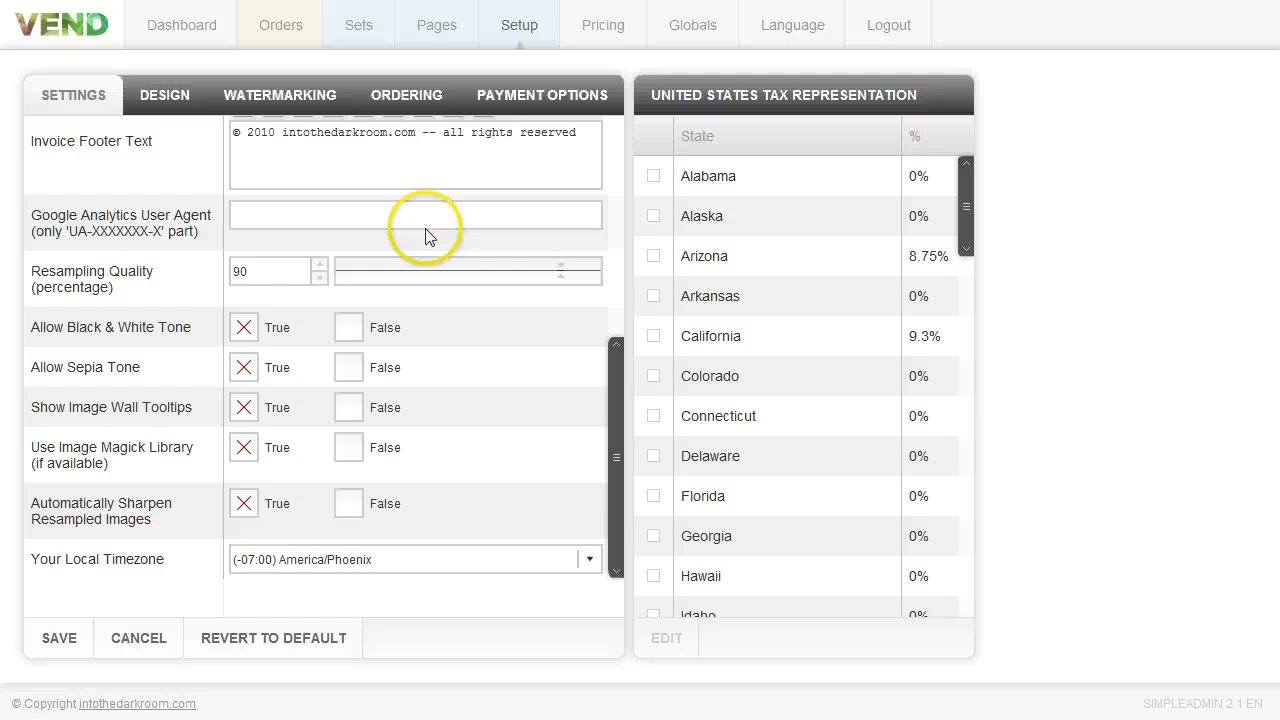 VEND
Dashboard
Orders
Sets
Pages
Setup
Pricing
Globals
Language
Logout
SETTINGS
DESIGN
WATERMARKING
ORDERING
PAYMENT OPTIONS
Invoice Footer Text
© 2010 intothedarkroom.com -- all rights reserved
Google Analytics User Agent
(only 'UA-XXXXXXX-X' part)
Resampling Quality
(percentage)
90
Allow Black & White Tone
True
False
Allow Sepia Tone
True
False
Show Image Wall Tooltips
True
False
Use Image Magick Library
(if available)
True
False
Automatically Sharpen
Resampled Images
True
False
Your Local Timezone
(-07:00) America/Phoenix
SAVE
CANCEL
REVERT TO DEFAULT
UNITED STATES TAX REPRESENTATION
State
%
Alabama
0%
Alaska
0%
Arizona
8.75%
Arkansas
0%
California
9.3%
Colorado
0%
Connecticut
0%
Delaware
0%
Florida
0%
Georgia
0%
Hawaii
0%
Idaho
0%
EDIT
© Copyright intothedarkroom.com
SIMPLEADMIN 2.1 EN